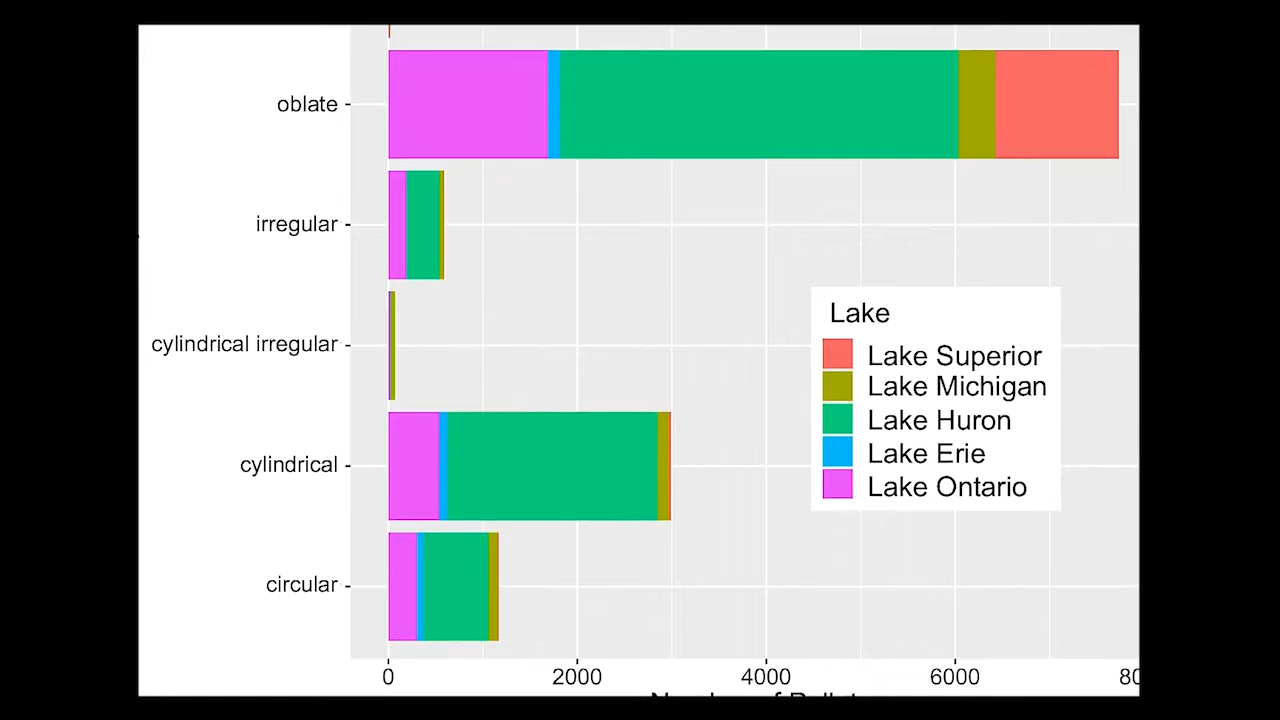 oblate
irregular
cylindrical irregular
cylindrical
circular
Lake
Lake Superior
Lake Michigan
Lake Huron
Lake Erie
Lake Ontario
0 2000 4000 6000 80